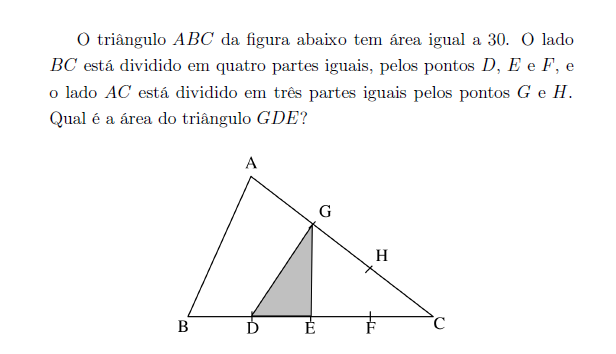 O triângulo ABC da figura abaixo tem área igual a 30. O lado
BC está dividido em quatro partes iguais, pelos pontos D, E e F, e
o lado AC está dividido em três partes iguais pelos pontos G e H.
Qual é a área do triângulo GDE?
A
G
H
B
D
E
F
C